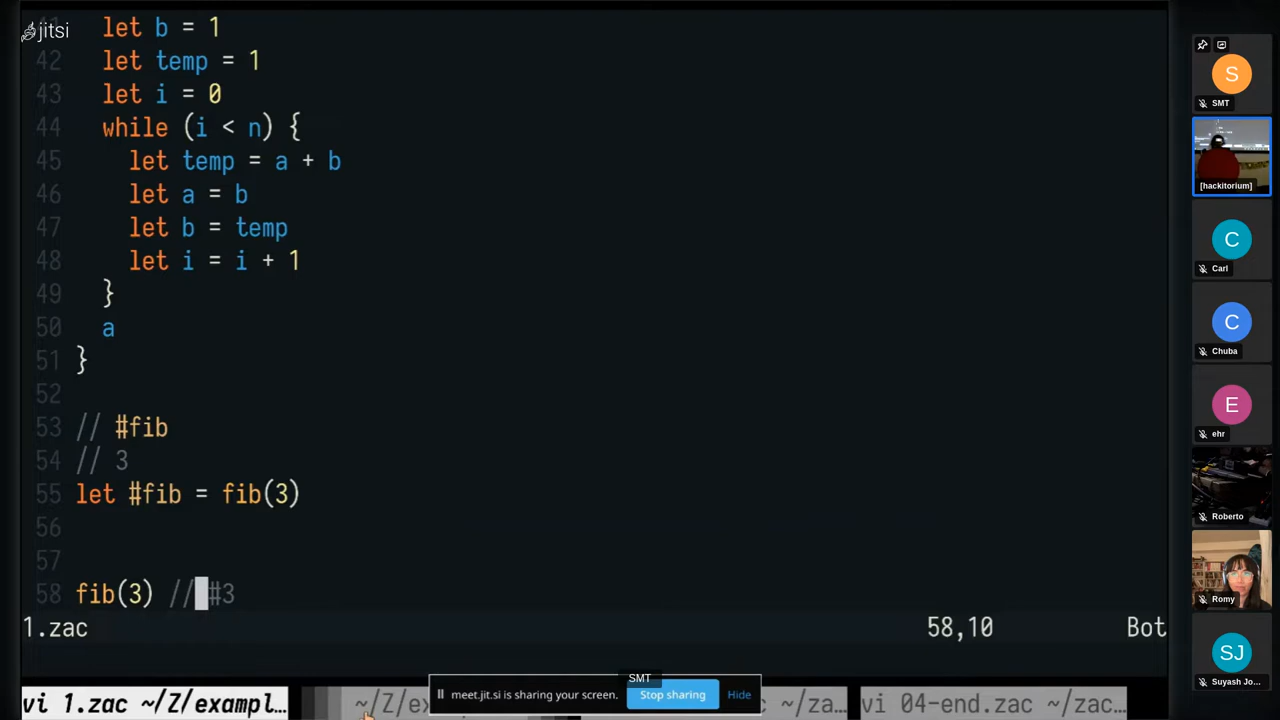 jitsi
41 let b = 1
42 let temp = 1
43 let i = 0
44 while (i < n) {
45 let temp = a + b
46 let a = b
47 let b = temp
48 let i = i + 1
49 }
50 a
51 }
52
53 // #fib
54 // 3
55 let #fib = fib(3)
56
57
58 fib(3) // #3
1.zac 58,10 Bot
SMT
meet.jit.si is sharing your screen. Stop sharing Hide
vi 1.zac ~/Z/exampl… ~/Z/ex ~/za… vi 04-end.zac ~/zac…
S
SMT
[hackitorium]
C
Carl
C
Chuba
E
ehr
Roberto
Romy
SJ
Suyash Jo...